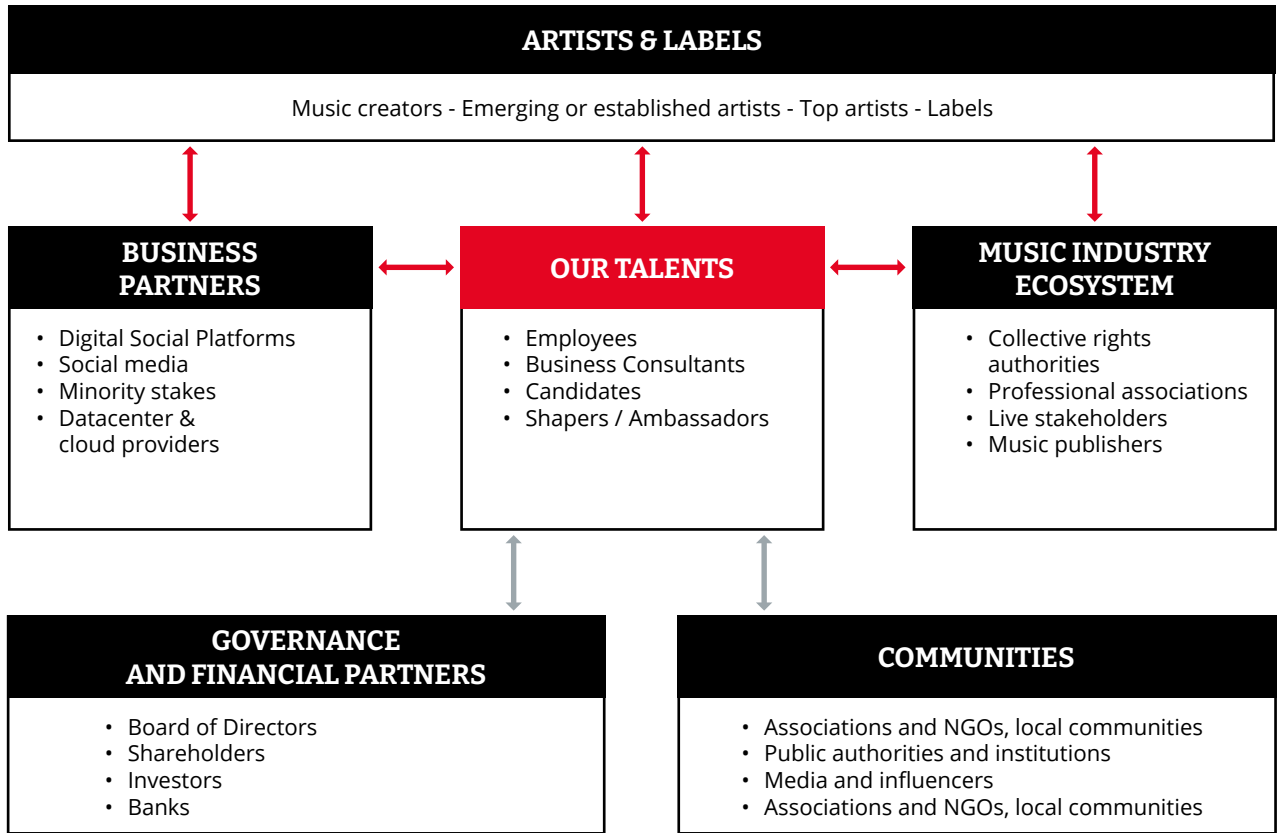 ARTISTS & LABELS
Music creators - Emerging or established artists - Top artists - Labels
BUSINESS
PARTNERS
• Digital Social Platforms
• Social media
• Minority stakes
• Datacenter &
cloud providers
OUR TALENTS
• Employees
• Business Consultants
• Candidates
• Shapers / Ambassadors
MUSIC INDUSTRY
ECOSYSTEM
• Collective rights
authorities
• Professional associations
• Live stakeholders
• Music publishers
GOVERNANCE
AND FINANCIAL PARTNERS
• Board of Directors
• Shareholders
• Investors
• Banks
COMMUNITIES
• Associations and NGOs, local communities
• Public authorities and institutions
• Media and influencers
• Associations and NGOs, local communities